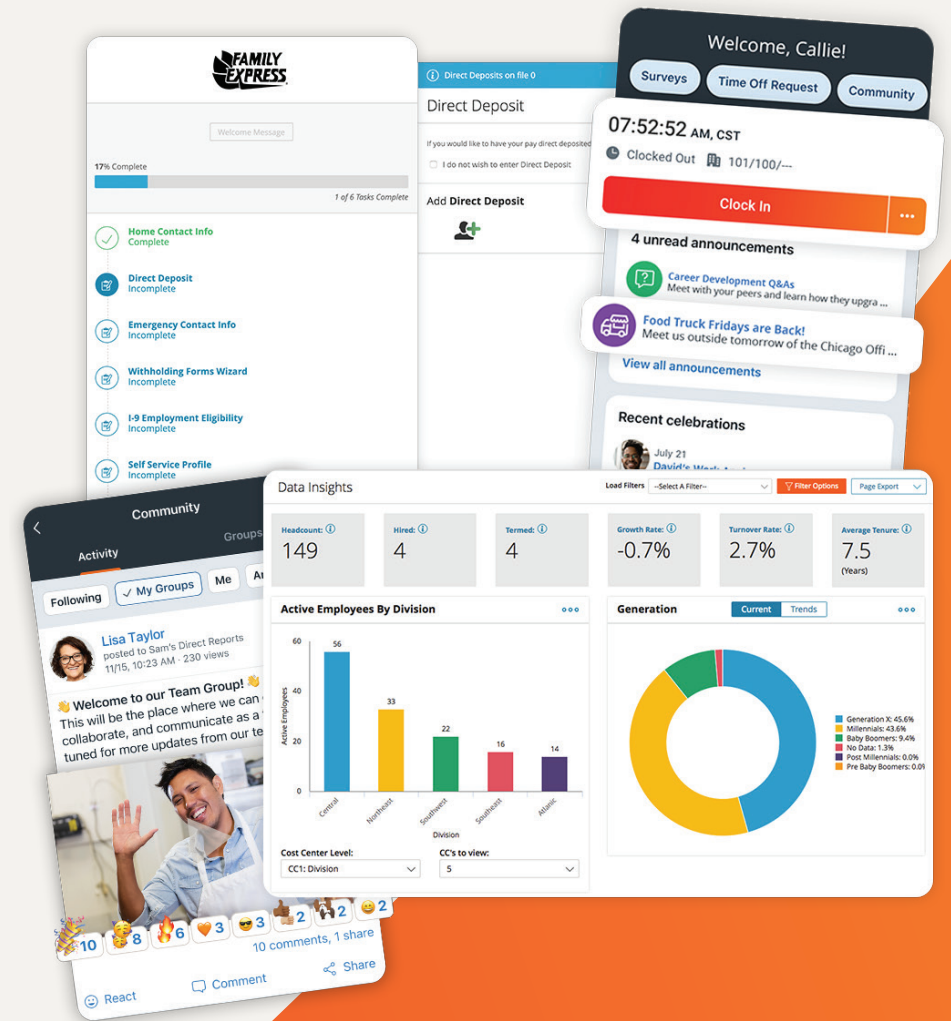 FAMILY
EXPRESS
Welcome Message
17% Complete
1 of 6 Tasks Complete
Home Contact Info
Complete
Direct Deposit
Incomplete
Emergency Contact Info
Incomplete
Withholding Forms Wizard
Incomplete
I-9 Employment Eligibility
Incomplete
Self Service Profile
Incomplete
Direct Deposits on file 0
Direct Deposit
If you would like to have your pay direct deposited
I do not wish to enter Direct Deposit
Add Direct Deposit
Welcome, Callie!
Surveys Time Off Request Community
07:52:52 AM, CST
Clocked Out 101/100/---
Clock In ...
4 unread announcements
Career Development Q&As
Meet with your peers and learn how they upgra ...
Food Truck Fridays are Back!
Meet us outside tomorrow of the Chicago Offi ...
View all announcements
Recent celebrations
July 21
David's Work
Community
Activity Groups
Following ✓ My Groups Me
Lisa Taylor
posted to Sam's Direct Reports
11/15, 10:23 AM · 230 views
👋 Welcome to our Team Group! 👋
This will be the place where we can
collaborate, and communicate as a
tuned for more updates from our te
10 8 6 3 3 2 2 2
10 comments, 1 share
React Comment Share
Data Insights
Load Filters --Select A Filter-- Filter Options Page Export
Headcount: Hired: Termed: Growth Rate: Turnover Rate: Average Tenure:
149 4 4 -0.7% 2.7% 7.5
(Years)
Active Employees By Division
60
40
20
0
Active Employees
56
33
22
16
14
Central Northeast Southwest Southeast Atlanic
Division
Cost Center Level: CC's to view:
CC1: Division 5
Generation Current Trends
Generation X: 45.6%
Millennials: 43.6%
Baby Boomers: 9.4%
No Data: 1.3%
Post Millennials: 0.0%
Pre Baby Boomers: 0.0%